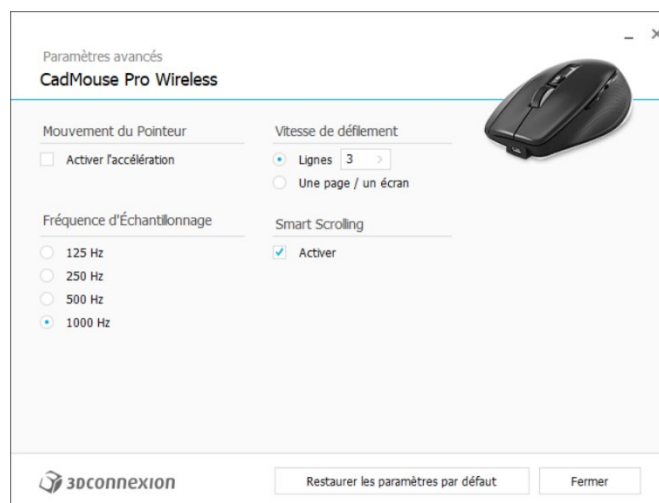 Paramètres avancés
CadMouse Pro Wireless
Mouvement du Pointeur
Activer l'accélération
Fréquence d'Échantillonnage
125 Hz
250 Hz
500 Hz
1000 Hz
Vitesse de défilement
Lignes 3
Une page / un écran
Smart Scrolling
Activer
3Dconnexion
Restaurer les paramètres par défaut
Fermer